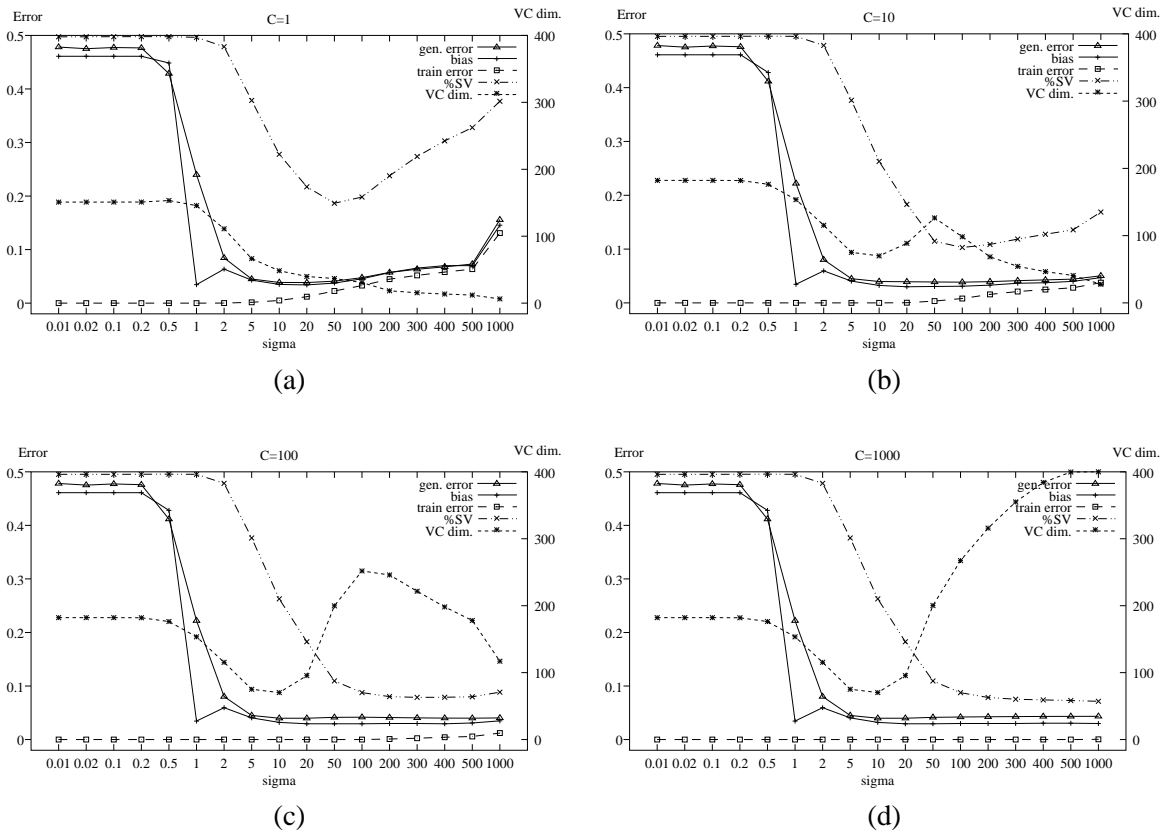 Error C=1 VC dim.
0.5 400
gen. error
bias
train error
%SV
VC dim.
0.4
300
0.3
200
0.2
100
0.1
0 0
0.01 0.02 0.1 0.2 0.5 1 2 5 10 20 50 100 200 300 400 500 1000
sigma
(a)
Error C=10 VC dim.
0.5 400
gen. error
bias
train error
%SV
VC dim.
0.4
300
0.3
200
0.2
100
0.1
0 0
0.01 0.02 0.1 0.2 0.5 1 2 5 10 20 50 100 200 300 400 500 1000
sigma
(b)
Error C=100 VC dim.
0.5 400
gen. error
bias
train error
%SV
VC dim.
0.4
300
0.3
200
0.2
100
0.1
0 0
0.01 0.02 0.1 0.2 0.5 1 2 5 10 20 50 100 200 300 400 500 1000
sigma
(c)
Error C=1000 VC dim.
0.5 400
gen. error
bias
train error
%SV
VC dim.
0.4
300
0.3
200
0.2
100
0.1
0 0
0.01 0.02 0.1 0.2 0.5 1 2 5 10 20 50 100 200 300 400 500 1000
sigma
(d)